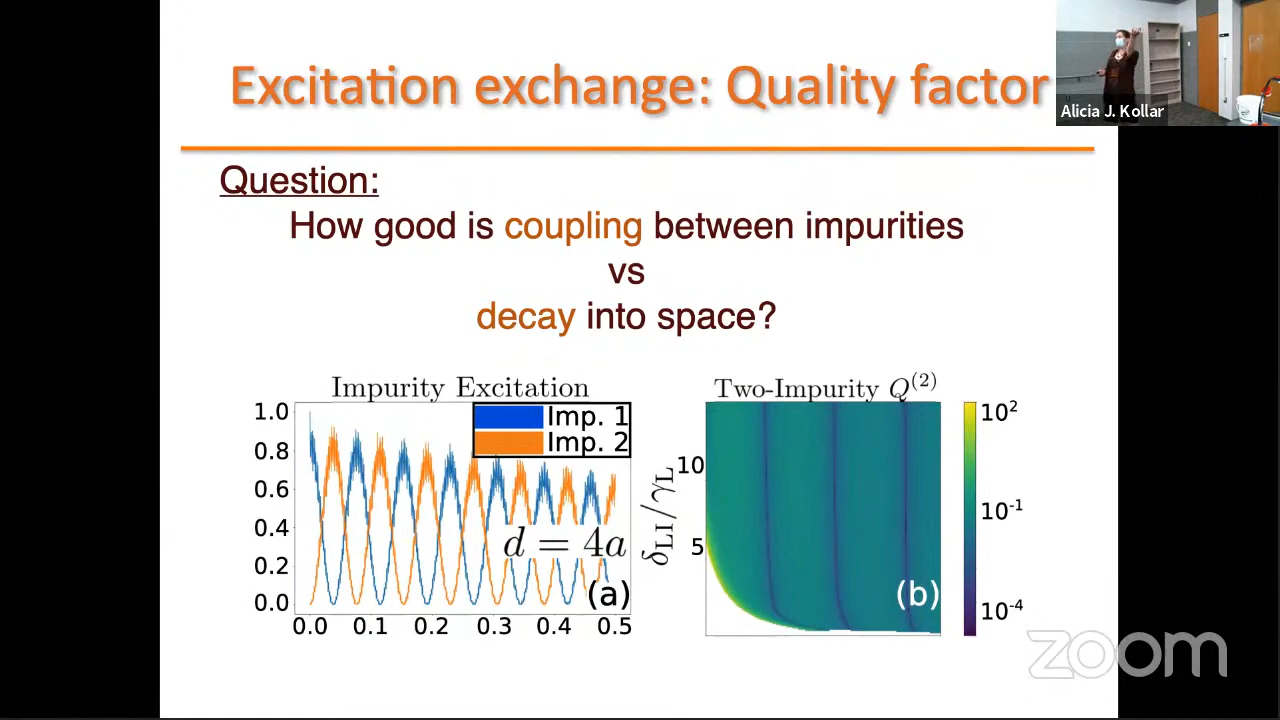 Excitation exchange: Quality factor
Alicia J. Kollar
Question:
How good is coupling between impurities
vs
decay into space?
Impurity Excitation
1.0
0.8
0.6
0.4
0.2
0.0
Imp. 1
Imp. 2
d = 4a
(a)
0.0 0.1 0.2 0.3 0.4 0.5
Two-Impurity Q^(2)
δ_LI/γ_L
10
5
(b)
10^2
10^-1
10^-4
zoom